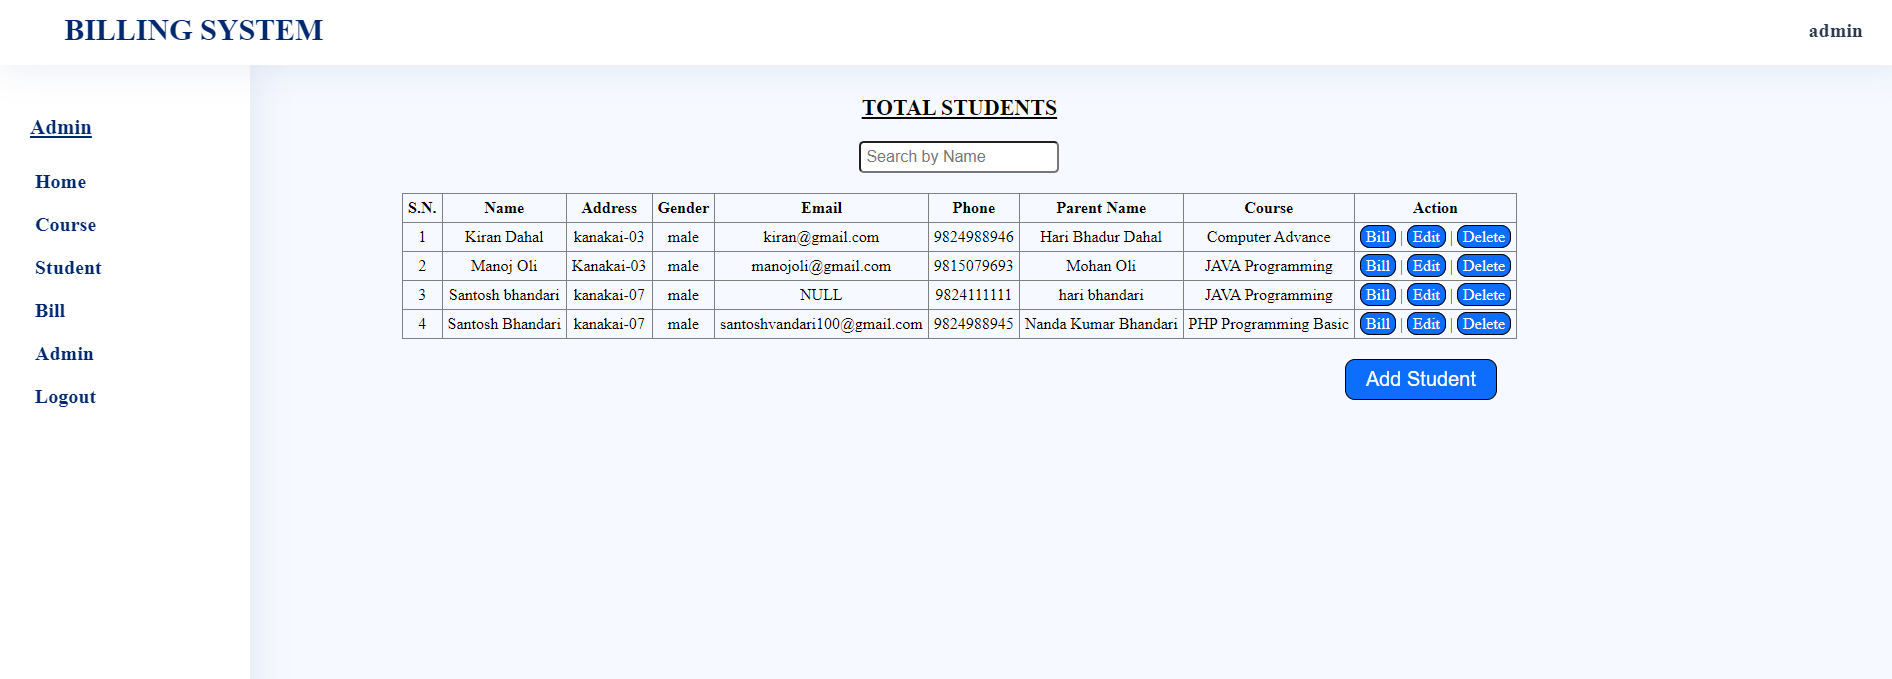 BILLING SYSTEM
admin
Admin
Home
Course
Student
Bill
Admin
Logout
TOTAL STUDENTS
Search by Name
S.N. Name Address Gender Email Phone Parent Name Course Action
1 Kiran Dahal kanakai-03 male kiran@gmail.com 9824988946 Hari Bhadur Dahal Computer Advance Bill | Edit | Delete
2 Manoj Oli Kanakai-03 male manojoli@gmail.com 9815079693 Mohan Oli JAVA Programming Bill | Edit | Delete
3 Santosh bhandari kanakai-07 male NULL 9824111111 hari bhandari JAVA Programming Bill | Edit | Delete
4 Santosh Bhandari kanakai-07 male santoshvandari100@gmail.com 9824988945 Nanda Kumar Bhandari PHP Programming Basic Bill | Edit | Delete
Add Student